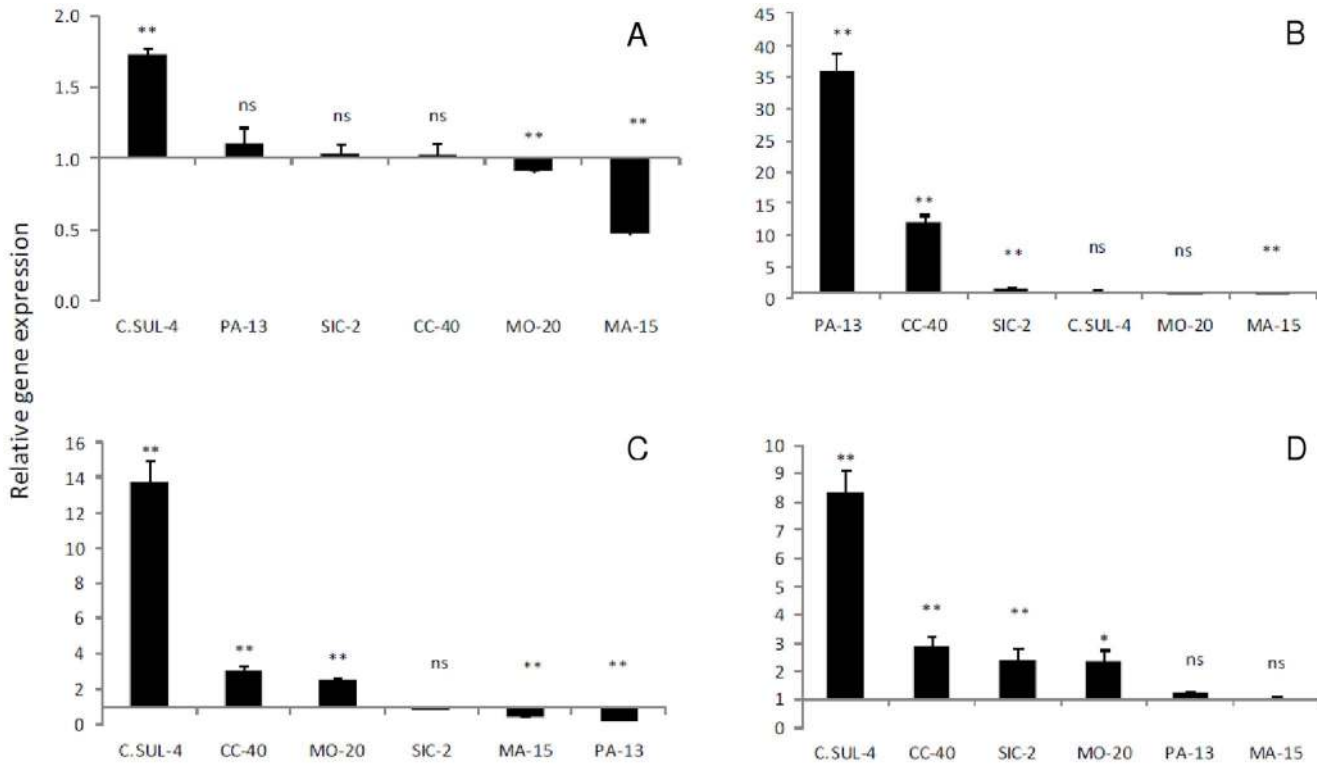 Relative gene expression
A
2.0
1.5
1.0
0.5
0.0
** ns ns ns ** **
C.SUL-4 PA-13 SIC-2 CC-40 MO-20 MA-15
B
45
40
35
30
25
20
15
10
5
0
** ** ** ns ns **
PA-13 CC-40 SIC-2 C.SUL-4 MO-20 MA-15
C
16
14
12
10
8
6
4
2
0
** ** ** ns ** **
C.SUL-4 CC-40 MO-20 SIC-2 MA-15 PA-13
D
10
9
8
7
6
5
4
3
2
1
0
** ** ** * ns ns
C.SUL-4 CC-40 SIC-2 MO-20 PA-13 MA-15